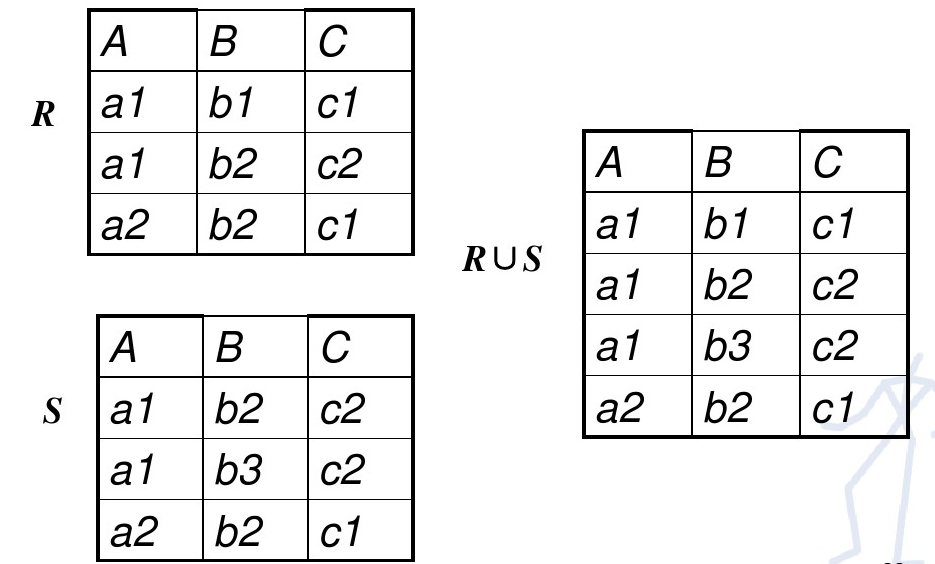 R
A B C
a1 b1 c1
a1 b2 c2
a2 b2 c1
S
A B C
a1 b2 c2
a1 b3 c2
a2 b2 c1
R∪S
A B C
a1 b1 c1
a1 b2 c2
a1 b3 c2
a2 b2 c1